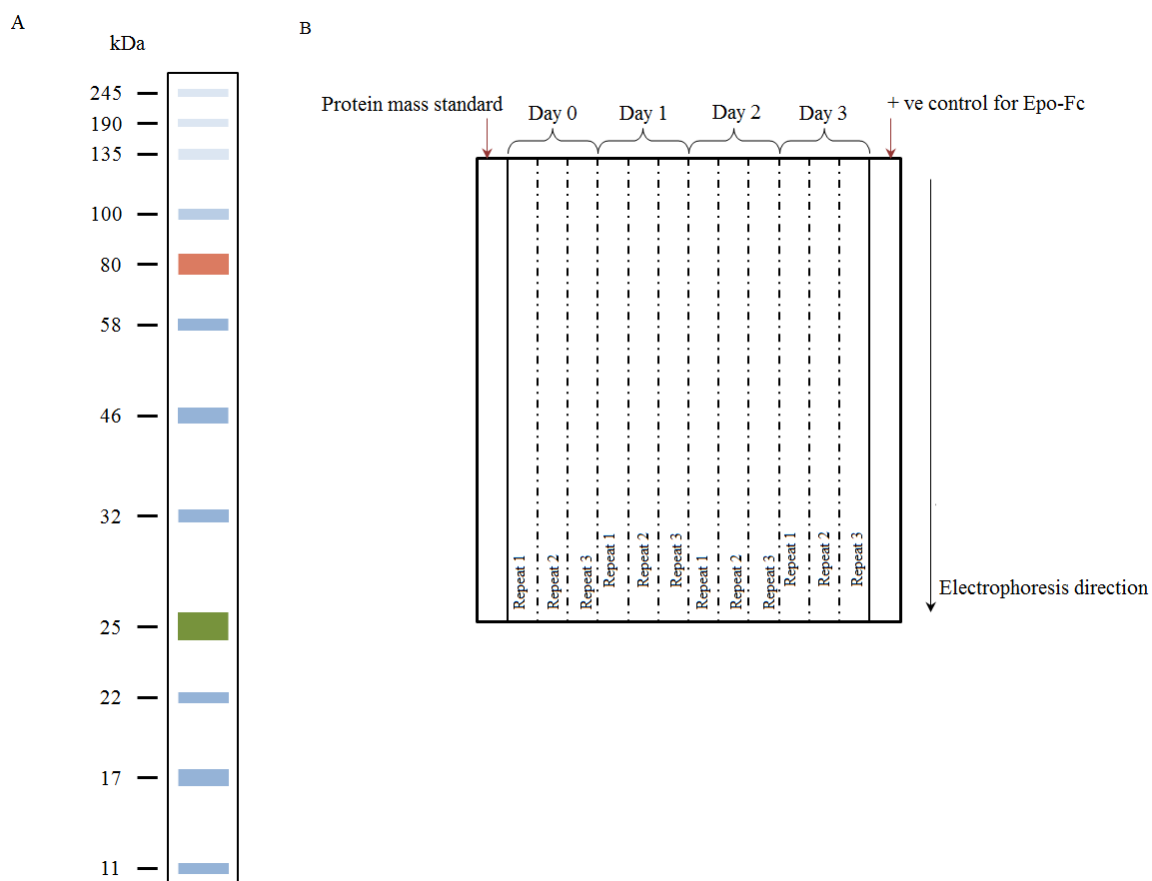 A
kDa
245
190
135
100
80
58
46
32
25
22
17
11
B
Protein mass standard
Day 0
Day 1
Day 2
Day 3
+ ve control for Epo-Fc
Repeat 1
Repeat 2
Repeat 3
Repeat 1
Repeat 2
Repeat 3
Repeat 1
Repeat 2
Repeat 3
Repeat 1
Repeat 2
Repeat 3
Electrophoresis direction